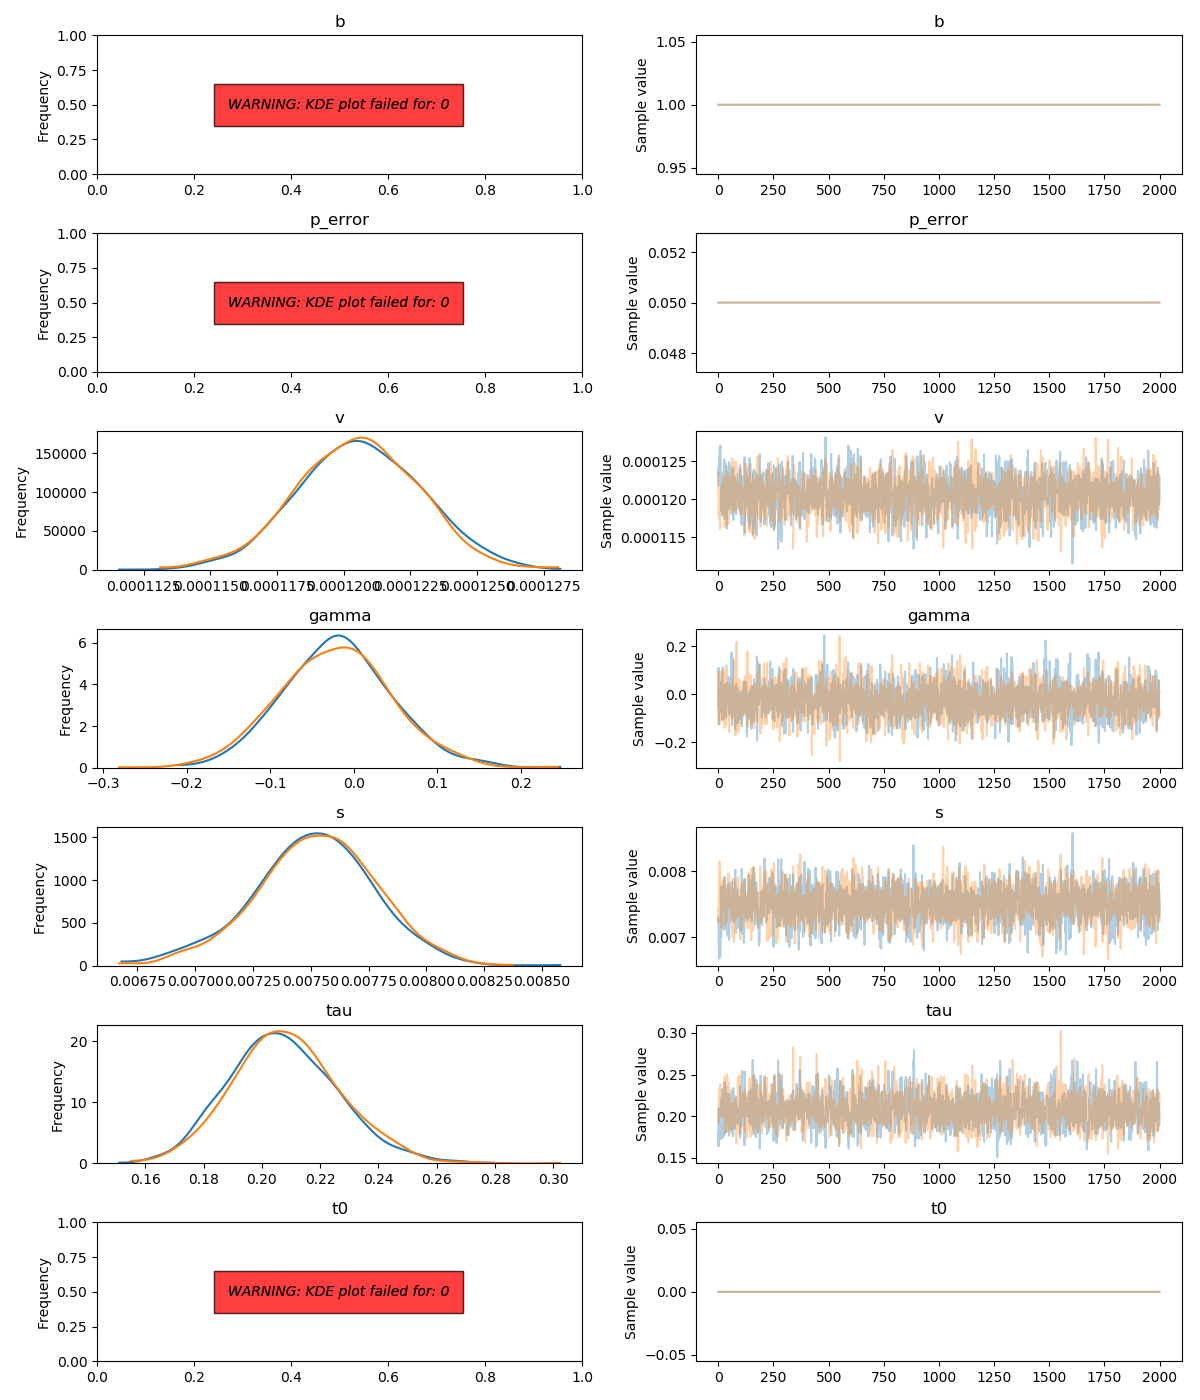 b
b
Frequency
1.00
0.75
0.50
0.25
0.00
WARNING: KDE plot failed for: 0
0.0 0.2 0.4 0.6 0.8 1.0
Sample value
1.05
1.00
0.95
0 250 500 750 1000 1250 1500 1750 2000
p_error
p_error
Frequency
1.00
0.75
0.50
0.25
0.00
WARNING: KDE plot failed for: 0
0.0 0.2 0.4 0.6 0.8 1.0
Sample value
0.052
0.050
0.048
0 250 500 750 1000 1250 1500 1750 2000
v
v
Frequency
150000
100000
50000
0
0.0001125 0.0001150 0.0001175 0.0001200 0.0001225 0.0001250 0.0001275
Sample value
0.000125
0.000120
0.000115
0 250 500 750 1000 1250 1500 1750 2000
gamma
gamma
Frequency
6
4
2
0
−0.3 −0.2 −0.1 0.0 0.1 0.2
Sample value
0.2
0.0
−0.2
0 250 500 750 1000 1250 1500 1750 2000
s
s
Frequency
1500
1000
500
0
0.00675 0.00700 0.00725 0.00750 0.00775 0.00800 0.00825 0.00850
Sample value
0.008
0.007
0 250 500 750 1000 1250 1500 1750 2000
tau
tau
Frequency
20
10
0
0.16 0.18 0.20 0.22 0.24 0.26 0.28 0.30
Sample value
0.30
0.25
0.20
0.15
0 250 500 750 1000 1250 1500 1750 2000
t0
t0
Frequency
1.00
0.75
0.50
0.25
0.00
WARNING: KDE plot failed for: 0
0.0 0.2 0.4 0.6 0.8 1.0
Sample value
0.05
0.00
−0.05
0 250 500 750 1000 1250 1500 1750 2000